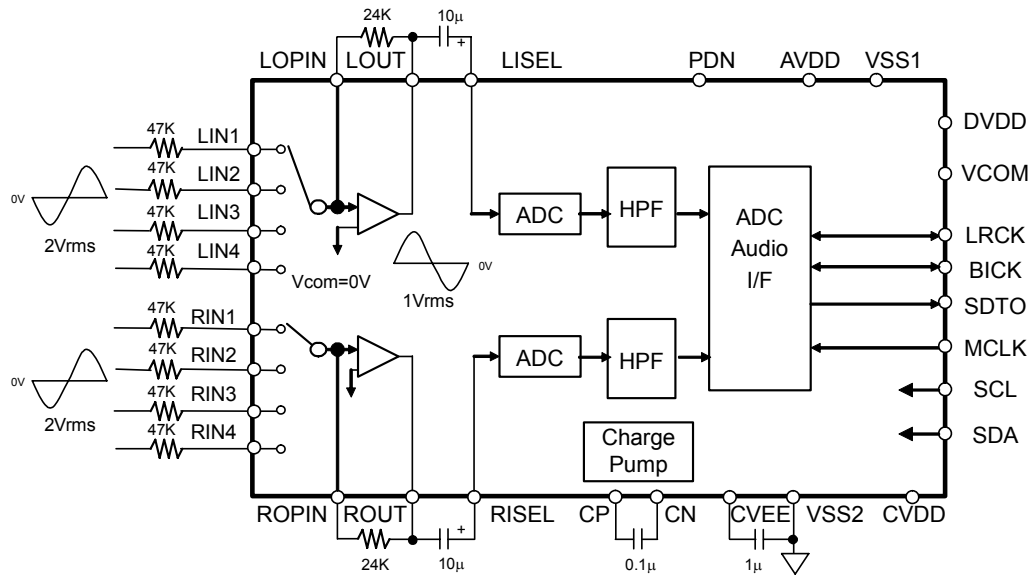 24K
10μ
+
LOPIN LOUT LISEL PDN AVDD VSS1
47K LIN1
47K LIN2
47K LIN3
47K LIN4
0V
2Vrms
Vcom=0V
0V
1Vrms
ADC
HPF
ADC
Audio
I/F
DVDD
VCOM
LRCK
BICK
SDTO
MCLK
SCL
SDA
47K RIN1
47K RIN2
47K RIN3
47K RIN4
0V
2Vrms
ADC
HPF
Charge
Pump
ROPIN ROUT RISEL CP CN CVEE VSS2 CVDD
24K
10μ
+
0.1μ
1μ